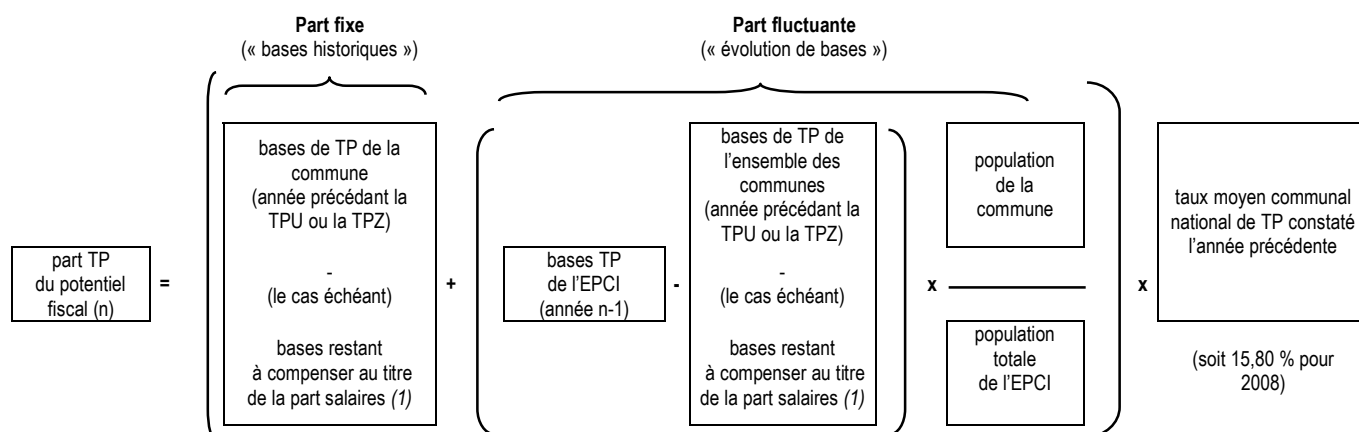 Part fixe
(« bases historiques »)
Part fluctuante
(« évolution de bases »)
part TP
du potentiel
fiscal (n)
=
bases de TP de la
commune
(année précédant la
TPU ou la TPZ)
-
(le cas échéant)
bases restant
à compenser au titre
de la part salaires (1)
+
bases TP
de l'EPCI
(année n-1)
-
bases de TP de
l'ensemble des
communes
(année précédant la
TPU ou la TPZ)
-
(le cas échéant)
bases restant
à compenser au titre
de la part salaires (1)
x
population
de la
commune
population
totale
de l'EPCI
x
taux moyen communal
national de TP constaté
l'année précédente
(soit 15,80 % pour
2008)